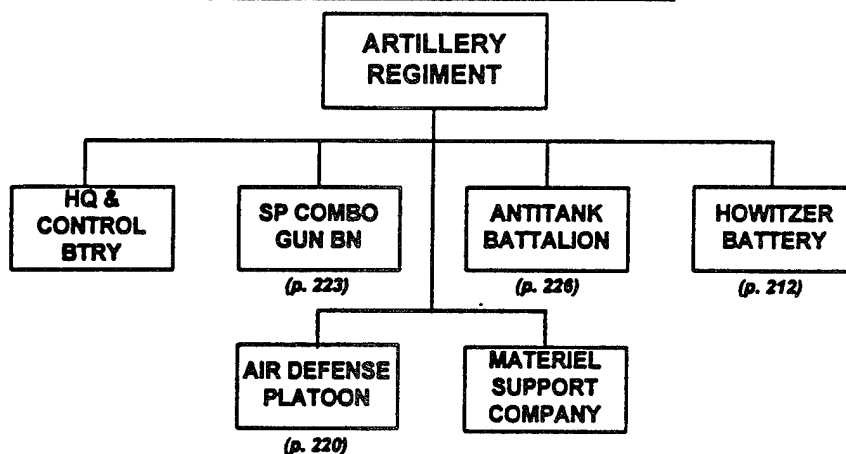 ARTILLERY
REGIMENT
HQ &
CONTROL
BTRY
SP COMBO
GUN BN
(p. 223)
ANTITANK
BATTALION
(p. 226)
HOWITZER
BATTERY
(p. 212)
AIR DEFENSE
PLATOON
(p. 220)
MATERIEL
SUPPORT
COMPANY